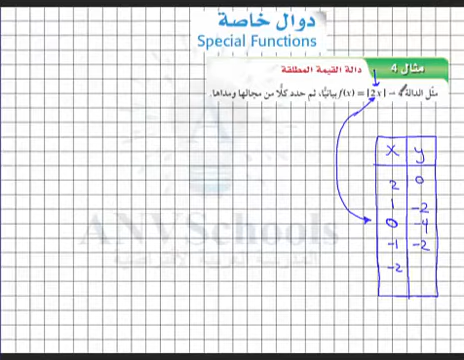 دوال خاصة
Special Functions
مثال 4 دالة القيمة المطلقة
مثّل الدالة f(x) = |2x| − 4 بيانيًّا، ثم حدد كلًّا من مجالها ومداها.
x y
2 0
1 -2
0 -4
-1 -2
-2
ANVSchools